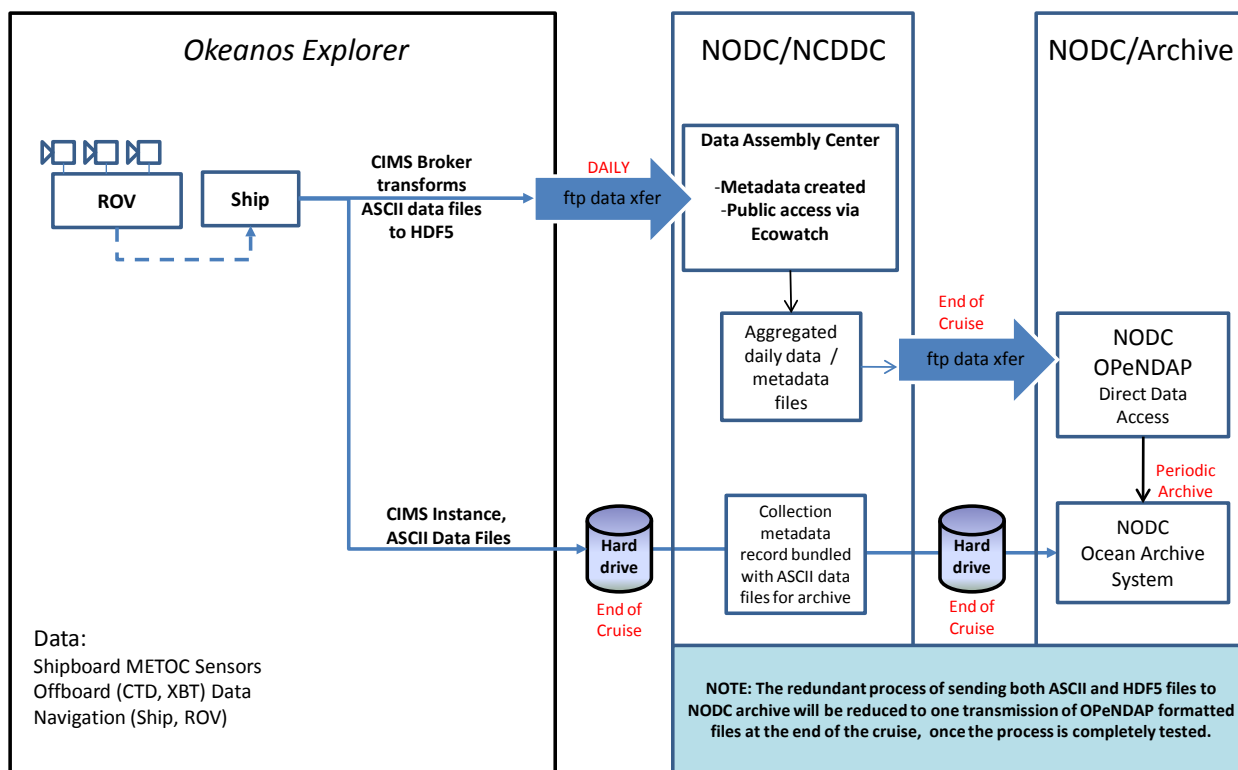 Okeanos Explorer
ROV
Ship
CIMS Broker
transforms
ASCII data files
to HDF5
CIMS Instance,
ASCII Data Files
Data:
Shipboard METOC Sensors
Offboard (CTD, XBT) Data
Navigation (Ship, ROV)
DAILY
ftp data xfer
Hard
drive
End of
Cruise
NODC/NCDDC
Data Assembly Center
-Metadata created
-Public access via
Ecowatch
Aggregated
daily data /
metadata
files
Collection
metadata
record bundled
with ASCII data
files for archive
End of
Cruise
ftp data xfer
Hard
drive
End of
Cruise
NODC/Archive
NODC
OPeNDAP
Direct Data
Access
Periodic
Archive
NODC
Ocean Archive
System
NOTE: The redundant process of sending both ASCII and HDF5 files to
NODC archive will be reduced to one transmission of OPeNDAP formatted
files at the end of the cruise, once the process is completely tested.